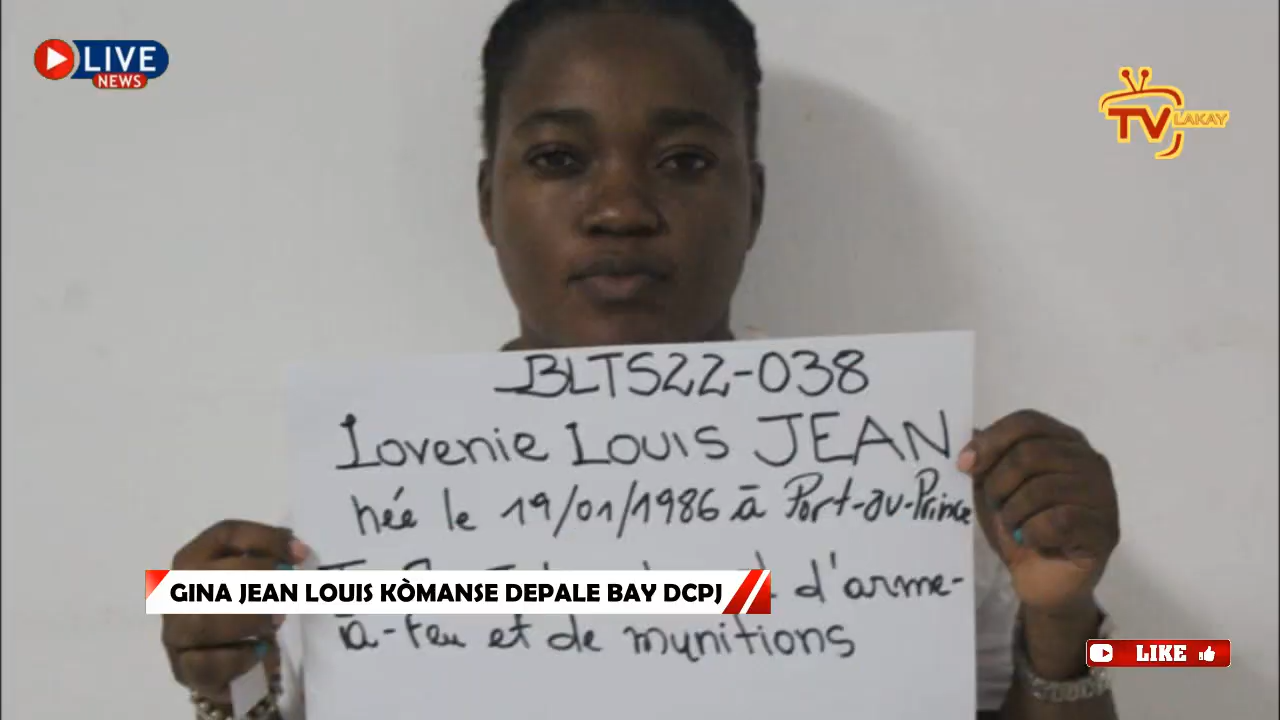 LIVE
NEWS
TV LAKAY
BLTS22-038
Lovenie Louis JEAN
née le 19/01/1986 à Port-au-Prince
d'arme-
à-feu et de munitions
GINA JEAN LOUIS KÒMANSE DEPALE BAY DCPJ
LIKE